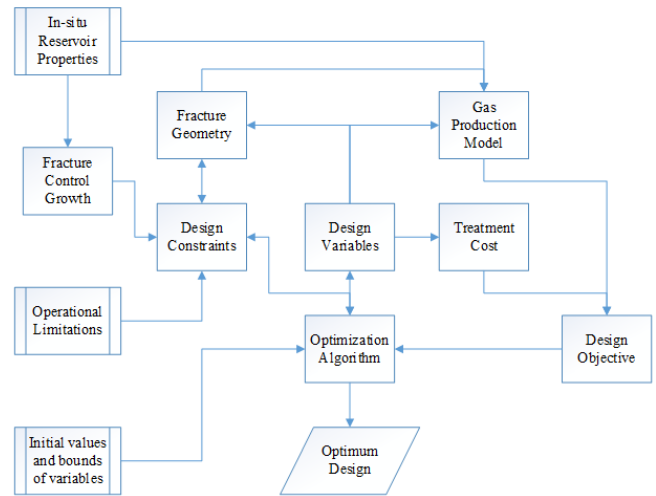 In-situ
Reservoir
Properties
Fracture
Geometry
Gas
Production
Model
Fracture
Control
Growth
Design
Constraints
Design
Variables
Treatment
Cost
Operational
Limitations
Optimization
Algorithm
Design
Objective
Initial values
and bounds
of variables
Optimum
Design